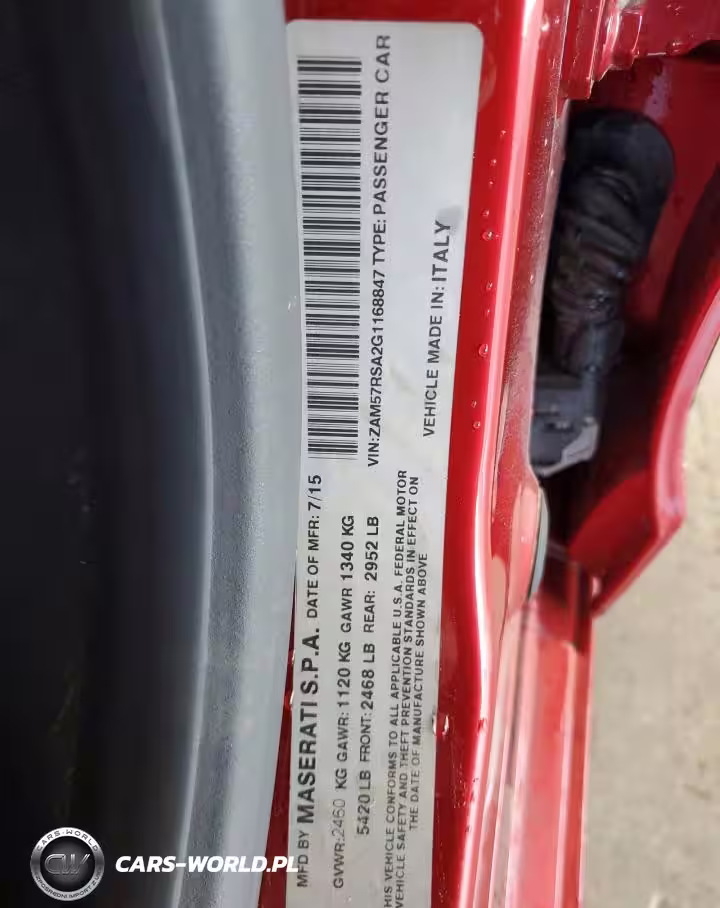 MFD BY MASERATI S.P.A. DATE OF MFR: 7/15
GVWR:2460 KG GAWR: 1120 KG GAWR 1340 KG
5420 LB FRONT: 2468 LB REAR: 2952 LB
THIS VEHICLE CONFORMS TO ALL APPLICABLE U.S.A. FEDERAL MOTOR
VEHICLE SAFETY AND THEFT PREVENTION STANDARDS IN EFFECT ON
THE DATE OF MANUFACTURE SHOWN ABOVE
VIN:ZAM57RSA2G1168847 TYPE: PASSENGER CAR
VEHICLE MADE IN: ITALY
CARS-WORLD
CW
CARS-WORLD.PL